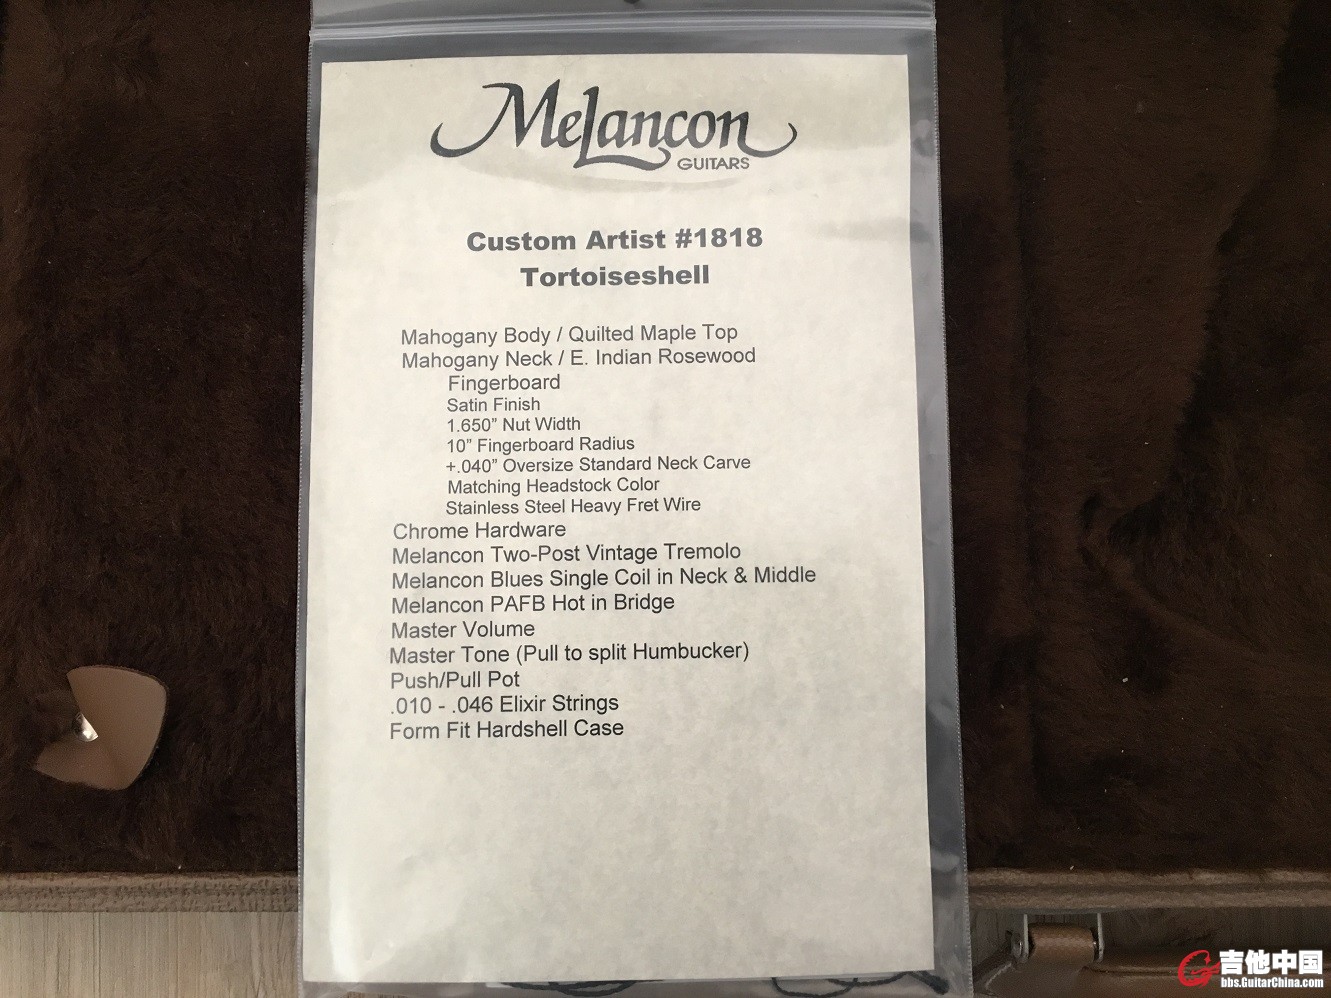 Melancon
GUITARS
Custom Artist #1818
Tortoiseshell
Mahogany Body / Quilted Maple Top
Mahogany Neck / E. Indian Rosewood
Fingerboard
Satin Finish
1.650” Nut Width
10” Fingerboard Radius
+.040” Oversize Standard Neck Carve
Matching Headstock Color
Stainless Steel Heavy Fret Wire
Chrome Hardware
Melancon Two-Post Vintage Tremolo
Melancon Blues Single Coil in Neck & Middle
Melancon PAFB Hot in Bridge
Master Volume
Master Tone (Pull to split Humbucker)
Push/Pull Pot
.010 - .046 Elixir Strings
Form Fit Hardshell Case
吉他中国
bbs.GuitarChina.com